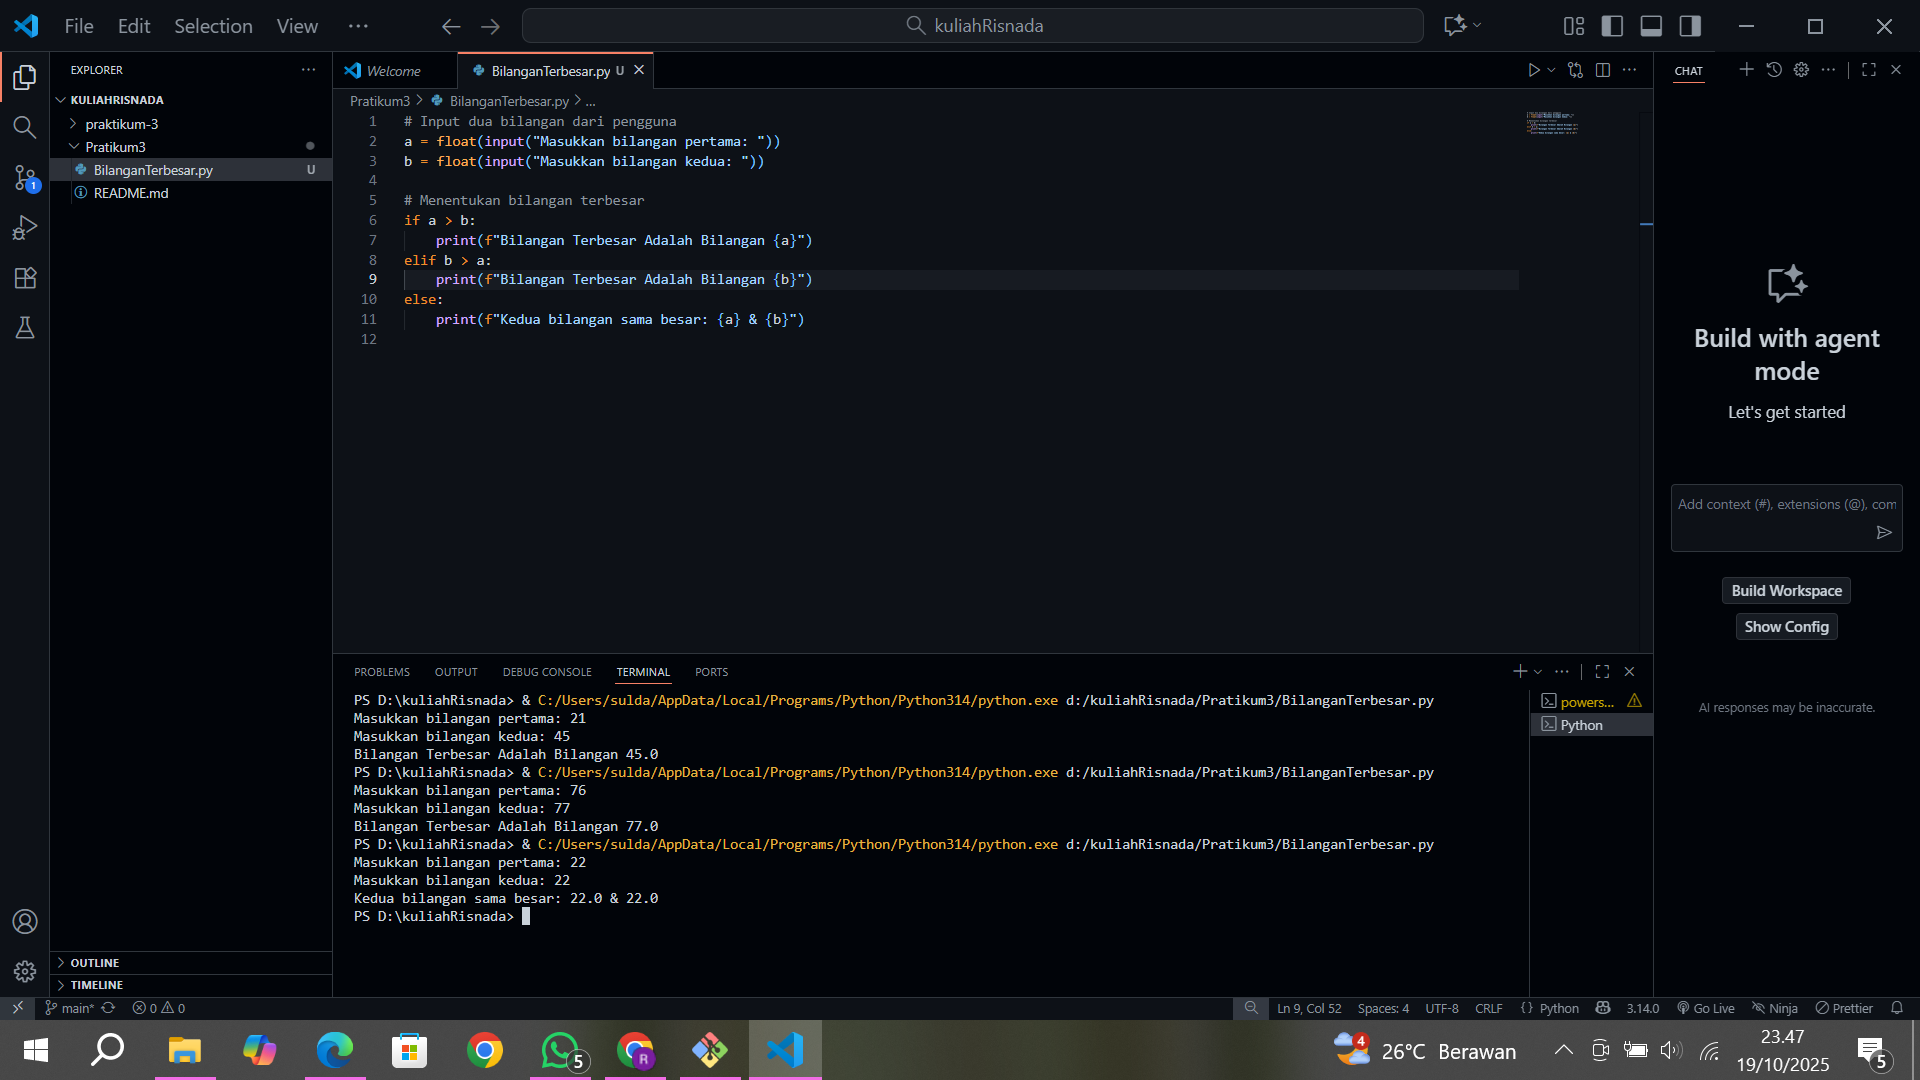 File Edit Selection View ···
kuliahRisnada
EXPLORER
KULIAHRISNADA
praktikum-3
Pratikum3
BilanganTerbesar.py U
README.md
OUTLINE
TIMELINE
Welcome
BilanganTerbesar.py U
Pratikum3 > BilanganTerbesar.py > ...
1 # Input dua bilangan dari pengguna
2 a = float(input("Masukkan bilangan pertama: "))
3 b = float(input("Masukkan bilangan kedua: "))
4
5 # Menentukan bilangan terbesar
6 if a > b:
7 print(f"Bilangan Terbesar Adalah Bilangan {a}")
8 elif b > a:
9 print(f"Bilangan Terbesar Adalah Bilangan {b}")
10 else:
11 print(f"Kedua bilangan sama besar: {a} & {b}")
12
PROBLEMS OUTPUT DEBUG CONSOLE TERMINAL PORTS
PS D:\kuliahRisnada> & C:/Users/sulda/AppData/Local/Programs/Python/Python314/python.exe d:/kuliahRisnada/Pratikum3/BilanganTerbesar.py
Masukkan bilangan pertama: 21
Masukkan bilangan kedua: 45
Bilangan Terbesar Adalah Bilangan 45.0
PS D:\kuliahRisnada> & C:/Users/sulda/AppData/Local/Programs/Python/Python314/python.exe d:/kuliahRisnada/Pratikum3/BilanganTerbesar.py
Masukkan bilangan pertama: 76
Masukkan bilangan kedua: 77
Bilangan Terbesar Adalah Bilangan 77.0
PS D:\kuliahRisnada> & C:/Users/sulda/AppData/Local/Programs/Python/Python314/python.exe d:/kuliahRisnada/Pratikum3/BilanganTerbesar.py
Masukkan bilangan pertama: 22
Masukkan bilangan kedua: 22
Kedua bilangan sama besar: 22.0 & 22.0
PS D:\kuliahRisnada>
powers...
Python
CHAT
Build with agent
mode
Let's get started
Add context (#), extensions (@), com
Build Workspace
Show Config
AI responses may be inaccurate.
1
main* 0 0
Ln 9, Col 52 Spaces: 4 UTF-8 CRLF {} Python 3.14.0 Go Live Ninja Prettier
5
R
4
26°C Berawan
23.47
19/10/2025
5